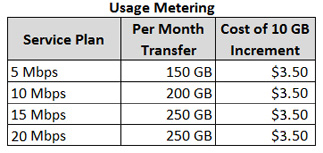 Usage Metering
Service Plan Per Month Transfer Cost of 10 GB Increment
5 Mbps 150 GB $3.50
10 Mbps 200 GB $3.50
15 Mbps 250 GB $3.50
20 Mbps 250 GB $3.50